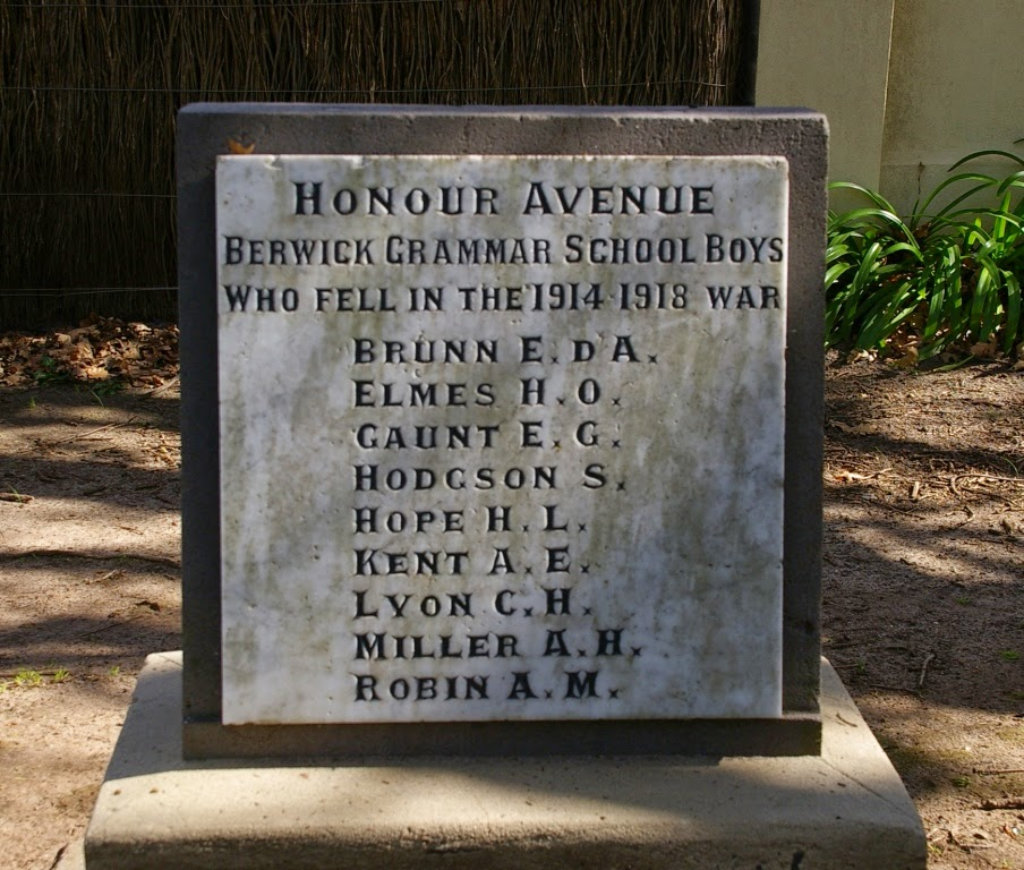 HONOUR AVENUE
BERWICK GRAMMAR SCHOOL BOYS
WHO FELL IN THE 1914-1918 WAR
BRUNN E. DA.
ELMES H. O.
GAUNT E. G.
HODGSON S.
HOPE H. L.
KENT A. E.
LYON C. H.
MILLER A. H.
ROBIN A. M.